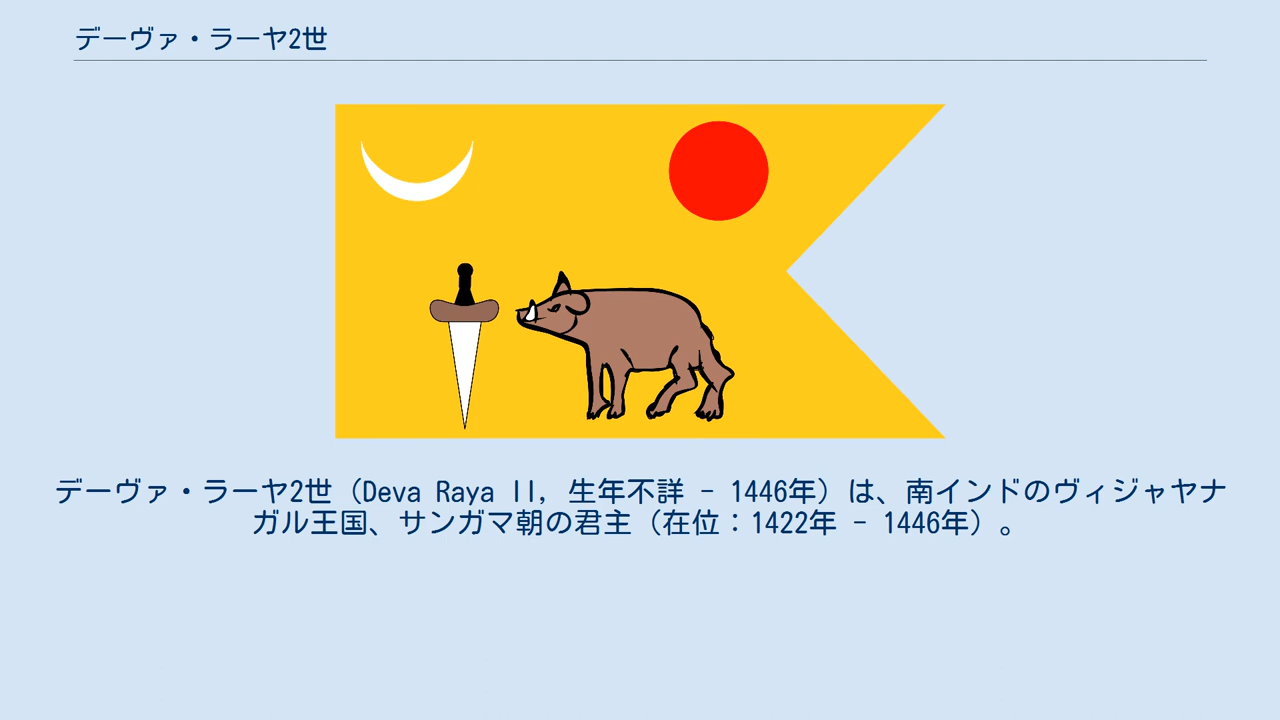 デーヴァ・ラーヤ2世
デーヴァ・ラーヤ2世（Deva Raya II, 生年不詳 - 1446年）は、南インドのヴィジャヤナ
ガル王国、サンガマ朝の君主（在位：1422年 - 1446年）。